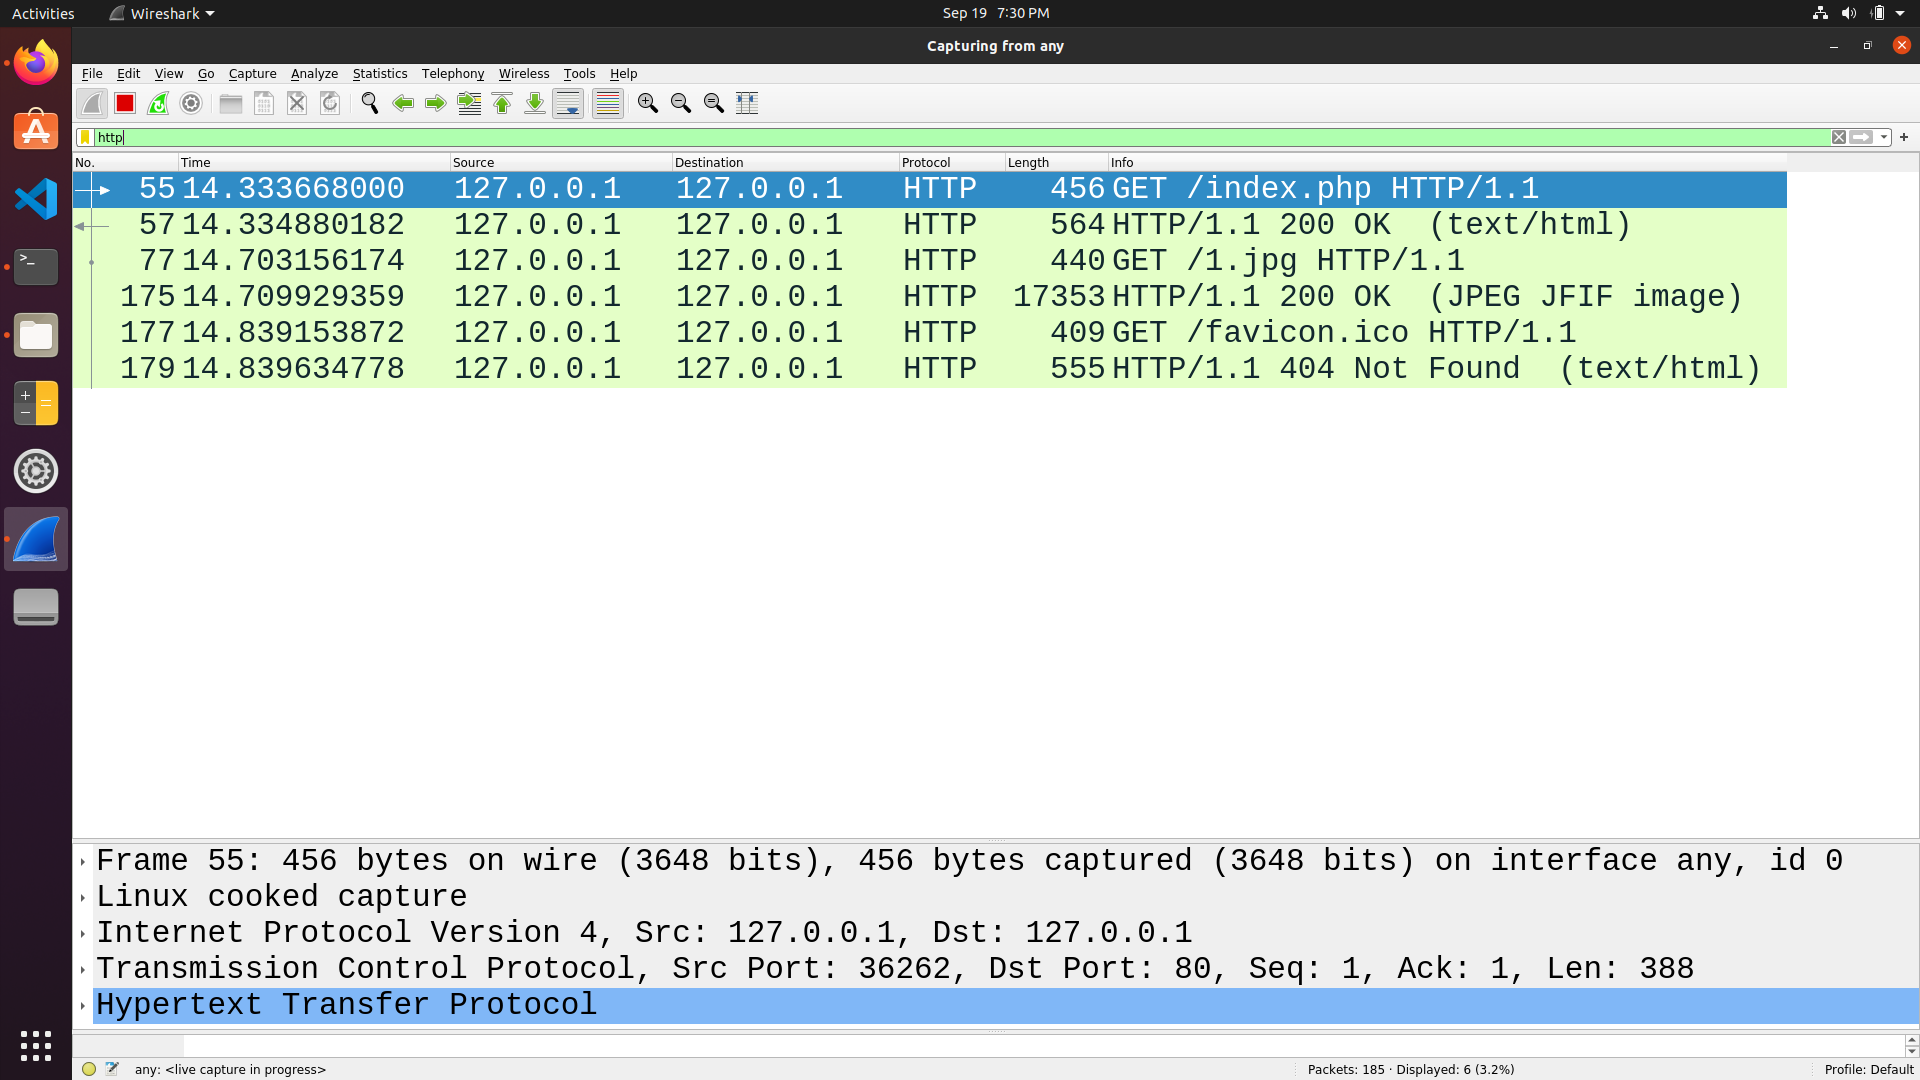 Activities Wireshark Sep 19 7:30 PM
Capturing from any
File Edit View Go Capture Analyze Statistics Telephony Wireless Tools Help
http
No. Time Source Destination Protocol Length Info
55 14.333668000 127.0.0.1 127.0.0.1 HTTP 456 GET /index.php HTTP/1.1
57 14.334880182 127.0.0.1 127.0.0.1 HTTP 564 HTTP/1.1 200 OK (text/html)
77 14.703156174 127.0.0.1 127.0.0.1 HTTP 440 GET /1.jpg HTTP/1.1
175 14.709929359 127.0.0.1 127.0.0.1 HTTP 17353 HTTP/1.1 200 OK (JPEG JFIF image)
177 14.839153872 127.0.0.1 127.0.0.1 HTTP 409 GET /favicon.ico HTTP/1.1
179 14.839634778 127.0.0.1 127.0.0.1 HTTP 555 HTTP/1.1 404 Not Found (text/html)
Frame 55: 456 bytes on wire (3648 bits), 456 bytes captured (3648 bits) on interface any, id 0
Linux cooked capture
Internet Protocol Version 4, Src: 127.0.0.1, Dst: 127.0.0.1
Transmission Control Protocol, Src Port: 36262, Dst Port: 80, Seq: 1, Ack: 1, Len: 388
Hypertext Transfer Protocol
any: <live capture in progress> Packets: 185 · Displayed: 6 (3.2%) Profile: Default